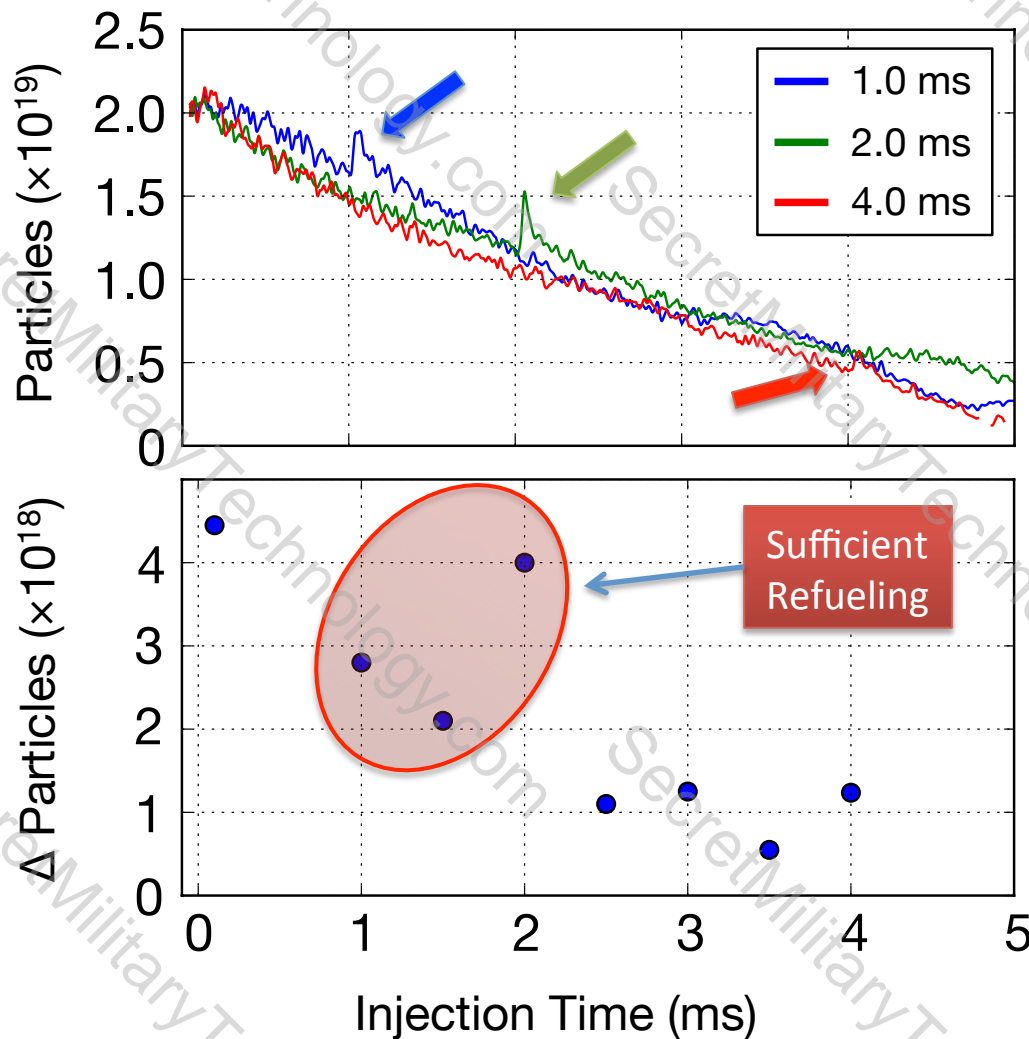 2.5
2.0
1.5
1.0
0.5
0
Particles (× 10¹⁹)
1.0 ms
2.0 ms
4.0 ms
4
3
2
1
0
Δ Particles (×10¹⁸)
Sufficient
Refueling
0 1 2 3 4 5
Injection Time (ms)
SecretMilitaryTechnology.com
SecretMilitaryTechnology.com